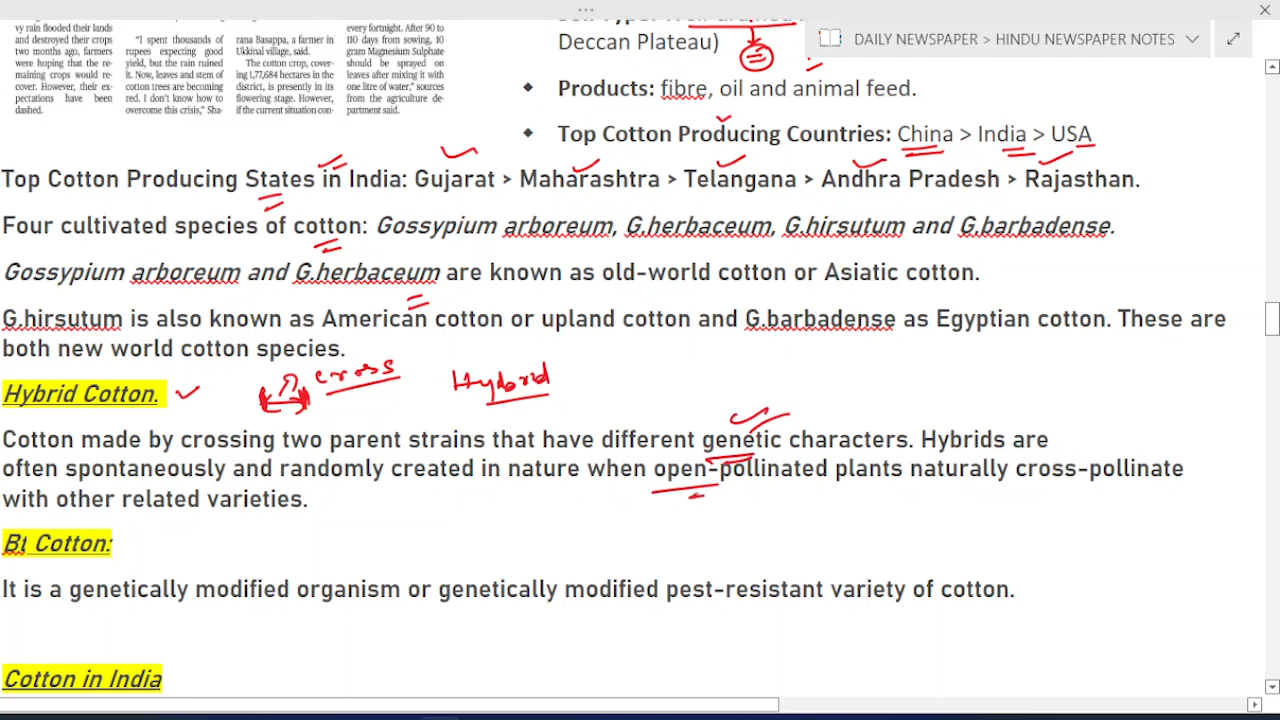 vy rain flooded their lands
and destroyed their crops
two months ago, farmers
were hoping that the re-
maining crops would re-
cover. However, their ex-
pectations have been
dashed.
"I spent thousands of
rupees expecting good
yield, but the rain ruined
it. Now, leaves and stem of
cotton trees are becoming
red. I don't know how to
overcome this crisis," Sha-
rana Basappa, a farmer in
Ukkinal village, said.
The cotton crop, cover-
ing 1,77,684 hectares in the
district, is presently in its
flowering stage. However,
if the current situation con-
every fortnight. After 90 to
110 days from sowing, 10
gram Magnesium Sulphate
should be sprayed on
leaves after mixing it with
one litre of water," sources
from the agriculture de-
partment said.
Deccan Plateau)
DAILY NEWSPAPER > HINDU NEWSPAPER NOTES
Products: fibre, oil and animal feed.
Top Cotton Producing Countries: China > India > USA
Top Cotton Producing States in India: Gujarat > Maharashtra > Telangana > Andhra Pradesh > Rajasthan.
Four cultivated species of cotton: Gossypium arboreum, G.herbaceum, G.hirsutum and G.barbadense.
Gossypium arboreum and G.herbaceum are known as old-world cotton or Asiatic cotton.
G.hirsutum is also known as American cotton or upland cotton and G.barbadense as Egyptian cotton. These are
both new world cotton species.
Hybrid Cotton. cross Hybrid
Cotton made by crossing two parent strains that have different genetic characters. Hybrids are
often spontaneously and randomly created in nature when open-pollinated plants naturally cross-pollinate
with other related varieties.
Bt Cotton:
It is a genetically modified organism or genetically modified pest-resistant variety of cotton.
Cotton in India